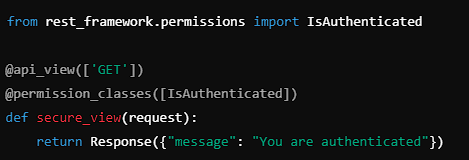 from rest_framework.permissions import IsAuthenticated
@api_view(['GET'])
@permission_classes([IsAuthenticated])
def secure_view(request):
    return Response({"message": "You are authenticated"})